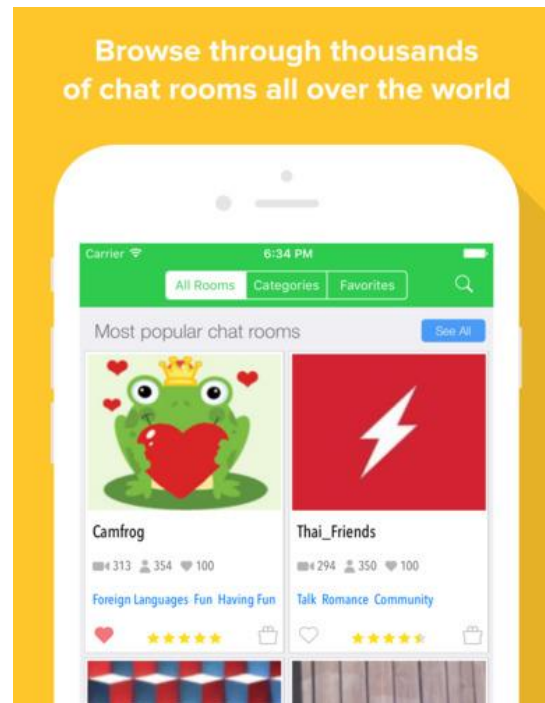 Browse through thousands
of chat rooms all over the world
Carrier 6:34 PM
All Rooms Categories Favorites
Most popular chat rooms See All
Camfrog Thai_Friends
313 354 100 294 350 100
Foreign Languages Fun Having Fun Talk Romance Community